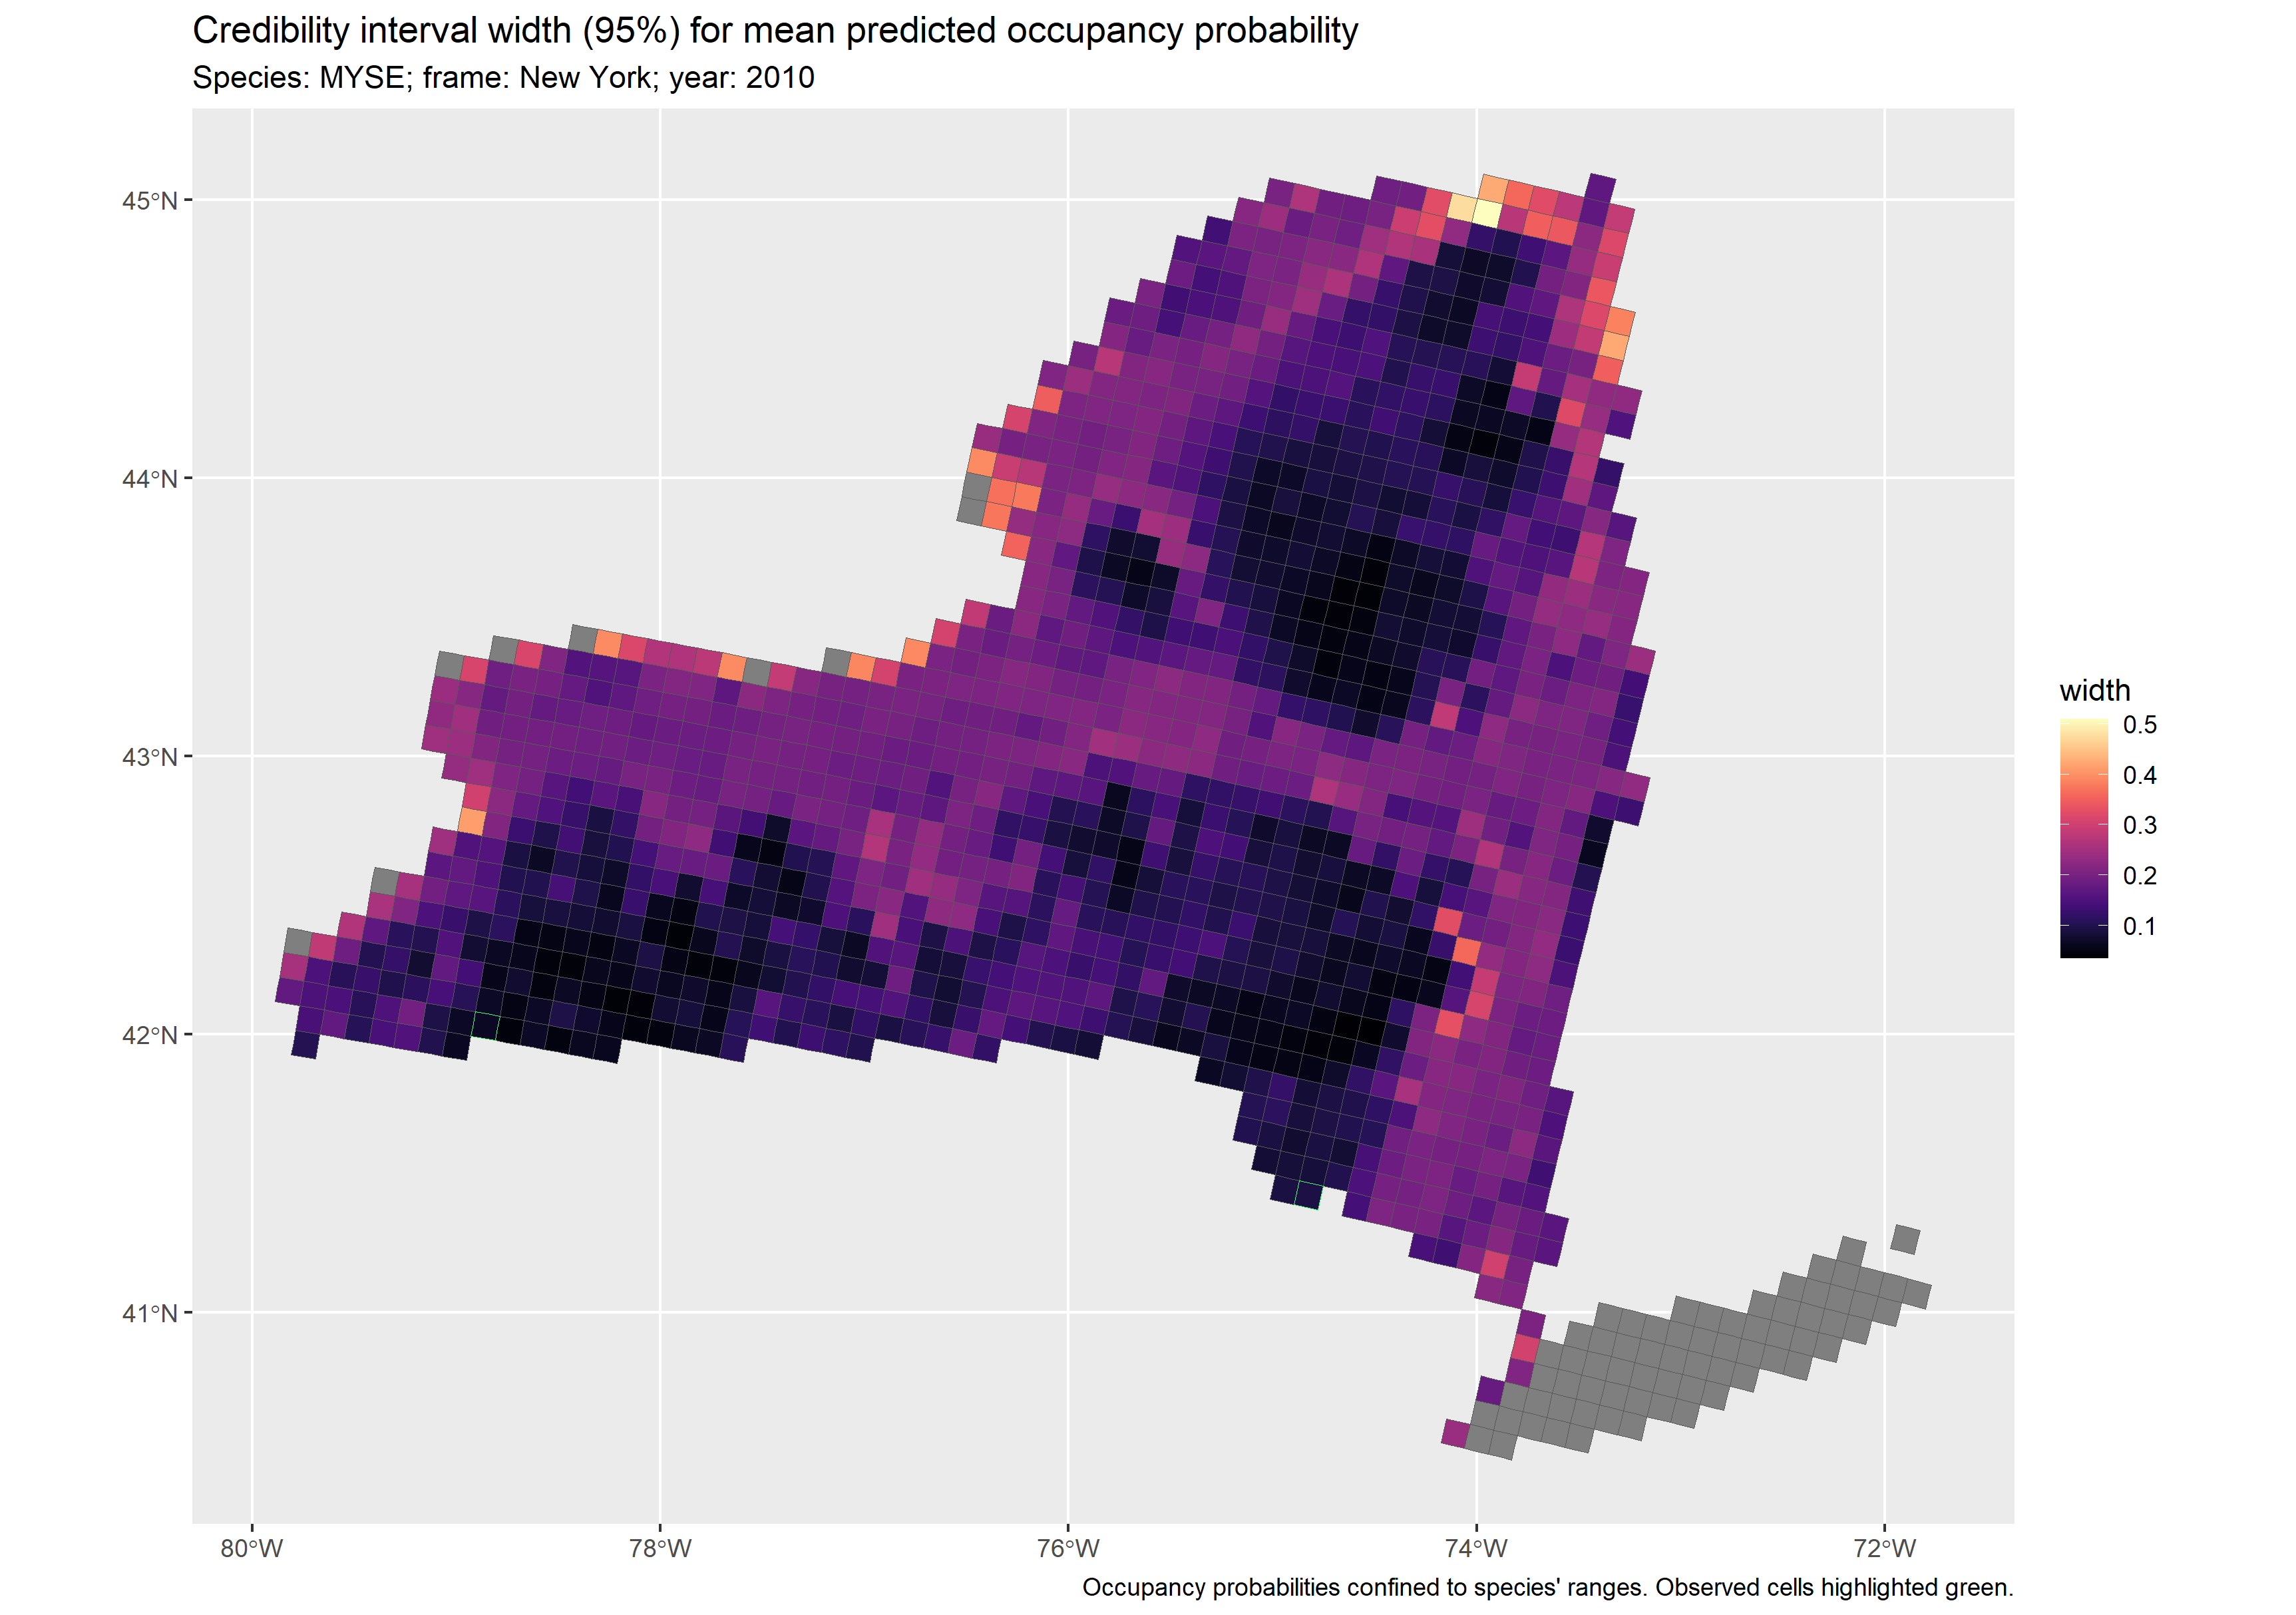 Credibility interval width (95%) for mean predicted occupancy probability
Species: MYSE; frame: New York; year: 2010
45°N
44°N
43°N
42°N
41°N
80°W
78°W
76°W
74°W
72°W
width
0.5
0.4
0.3
0.2
0.1
Occupancy probabilities confined to species' ranges. Observed cells highlighted green.